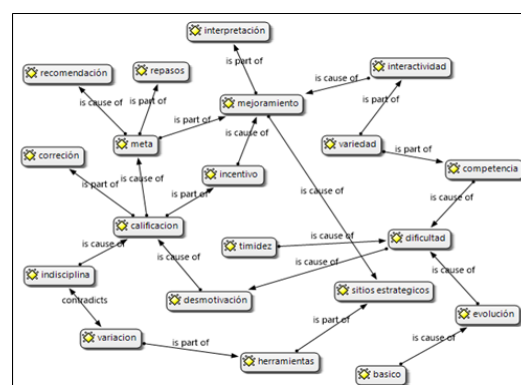 interpretación
is part of
recomendación
repasos
interactividad
is cause of
is part of
is cause of
mejoramiento
is part of
is part of
meta
is cause of
variedad
is part of
correción
competencia
is cause of
incentivo
is part of
is part of
is cause of
is cause of
calificacion
is cause of
timidez
is cause of
dificultad
is cause of
is cause of
is cause of
indisciplina
is cause of
desmotivación
sitios estrategicos
contradicts
evolución
is part of
variacion
is part of
is cause of
herramientas
basico